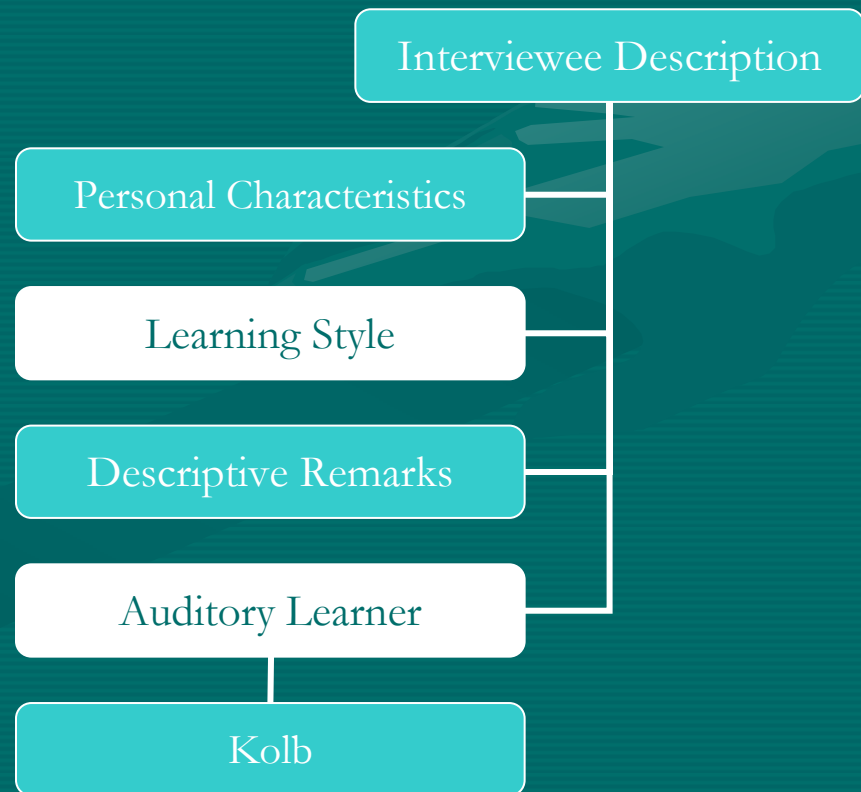 Interviewee Description
Personal Characteristics
Learning Style
Descriptive Remarks
Auditory Learner
Kolb